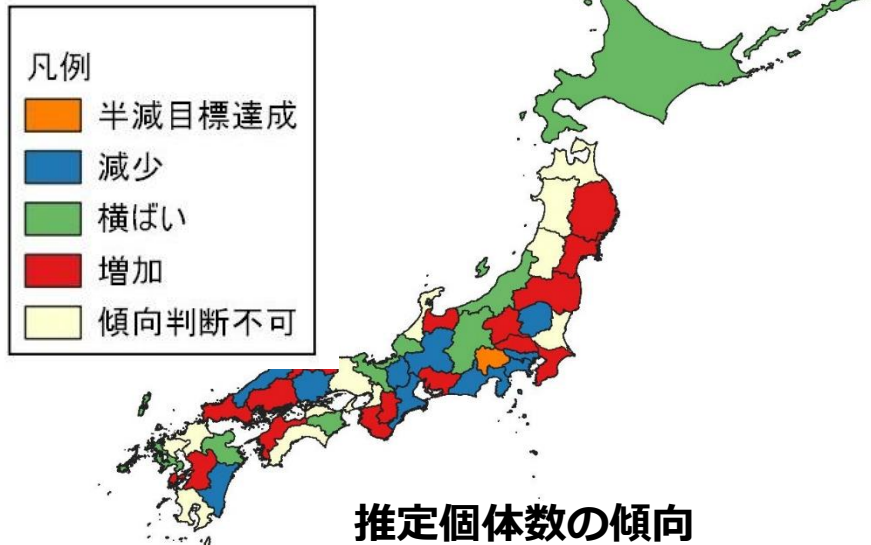 凡例
半減目標達成
減少
横ばい
増加
傾向判断不可
推定個体数の傾向